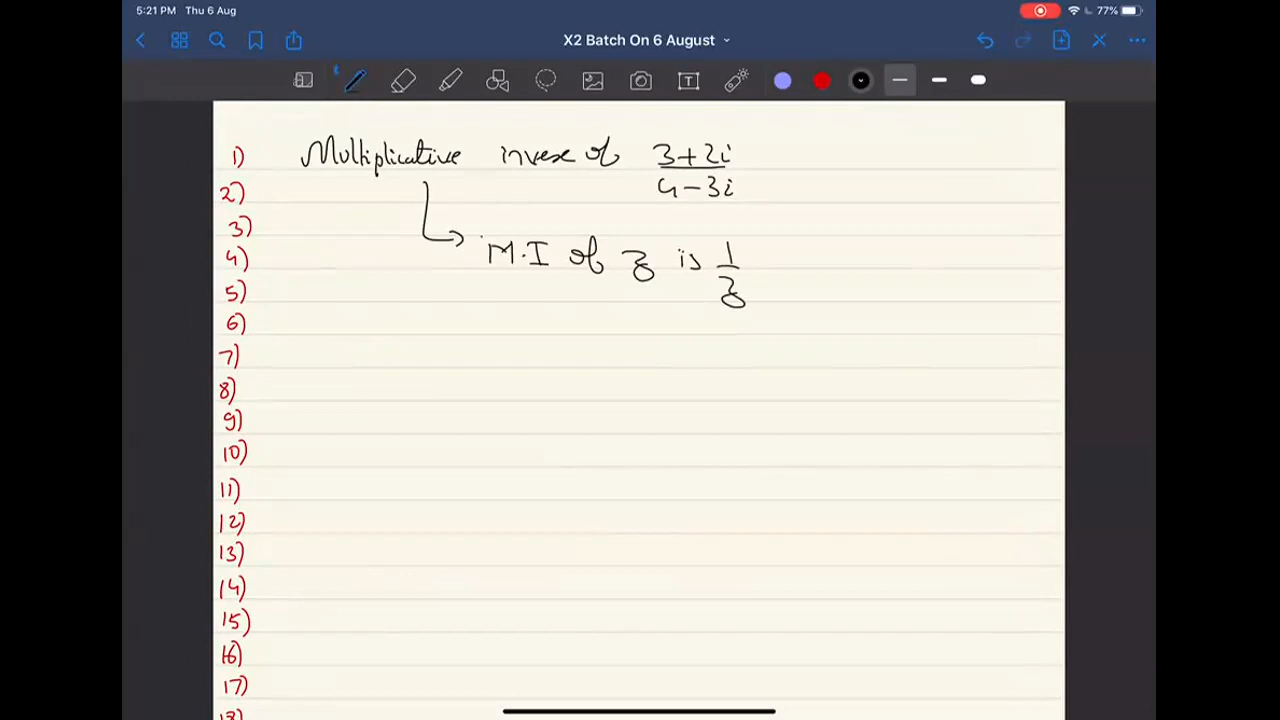 5:21 PM Thu 6 Aug
77%
X2 Batch On 6 August
1) Multiplicative inverse of 3+2i
4-3i
2)
3)
4) M.I of z is 1
z
5)
6)
7)
8)
9)
10)
11)
12)
13)
14)
15)
16)
17)
18)